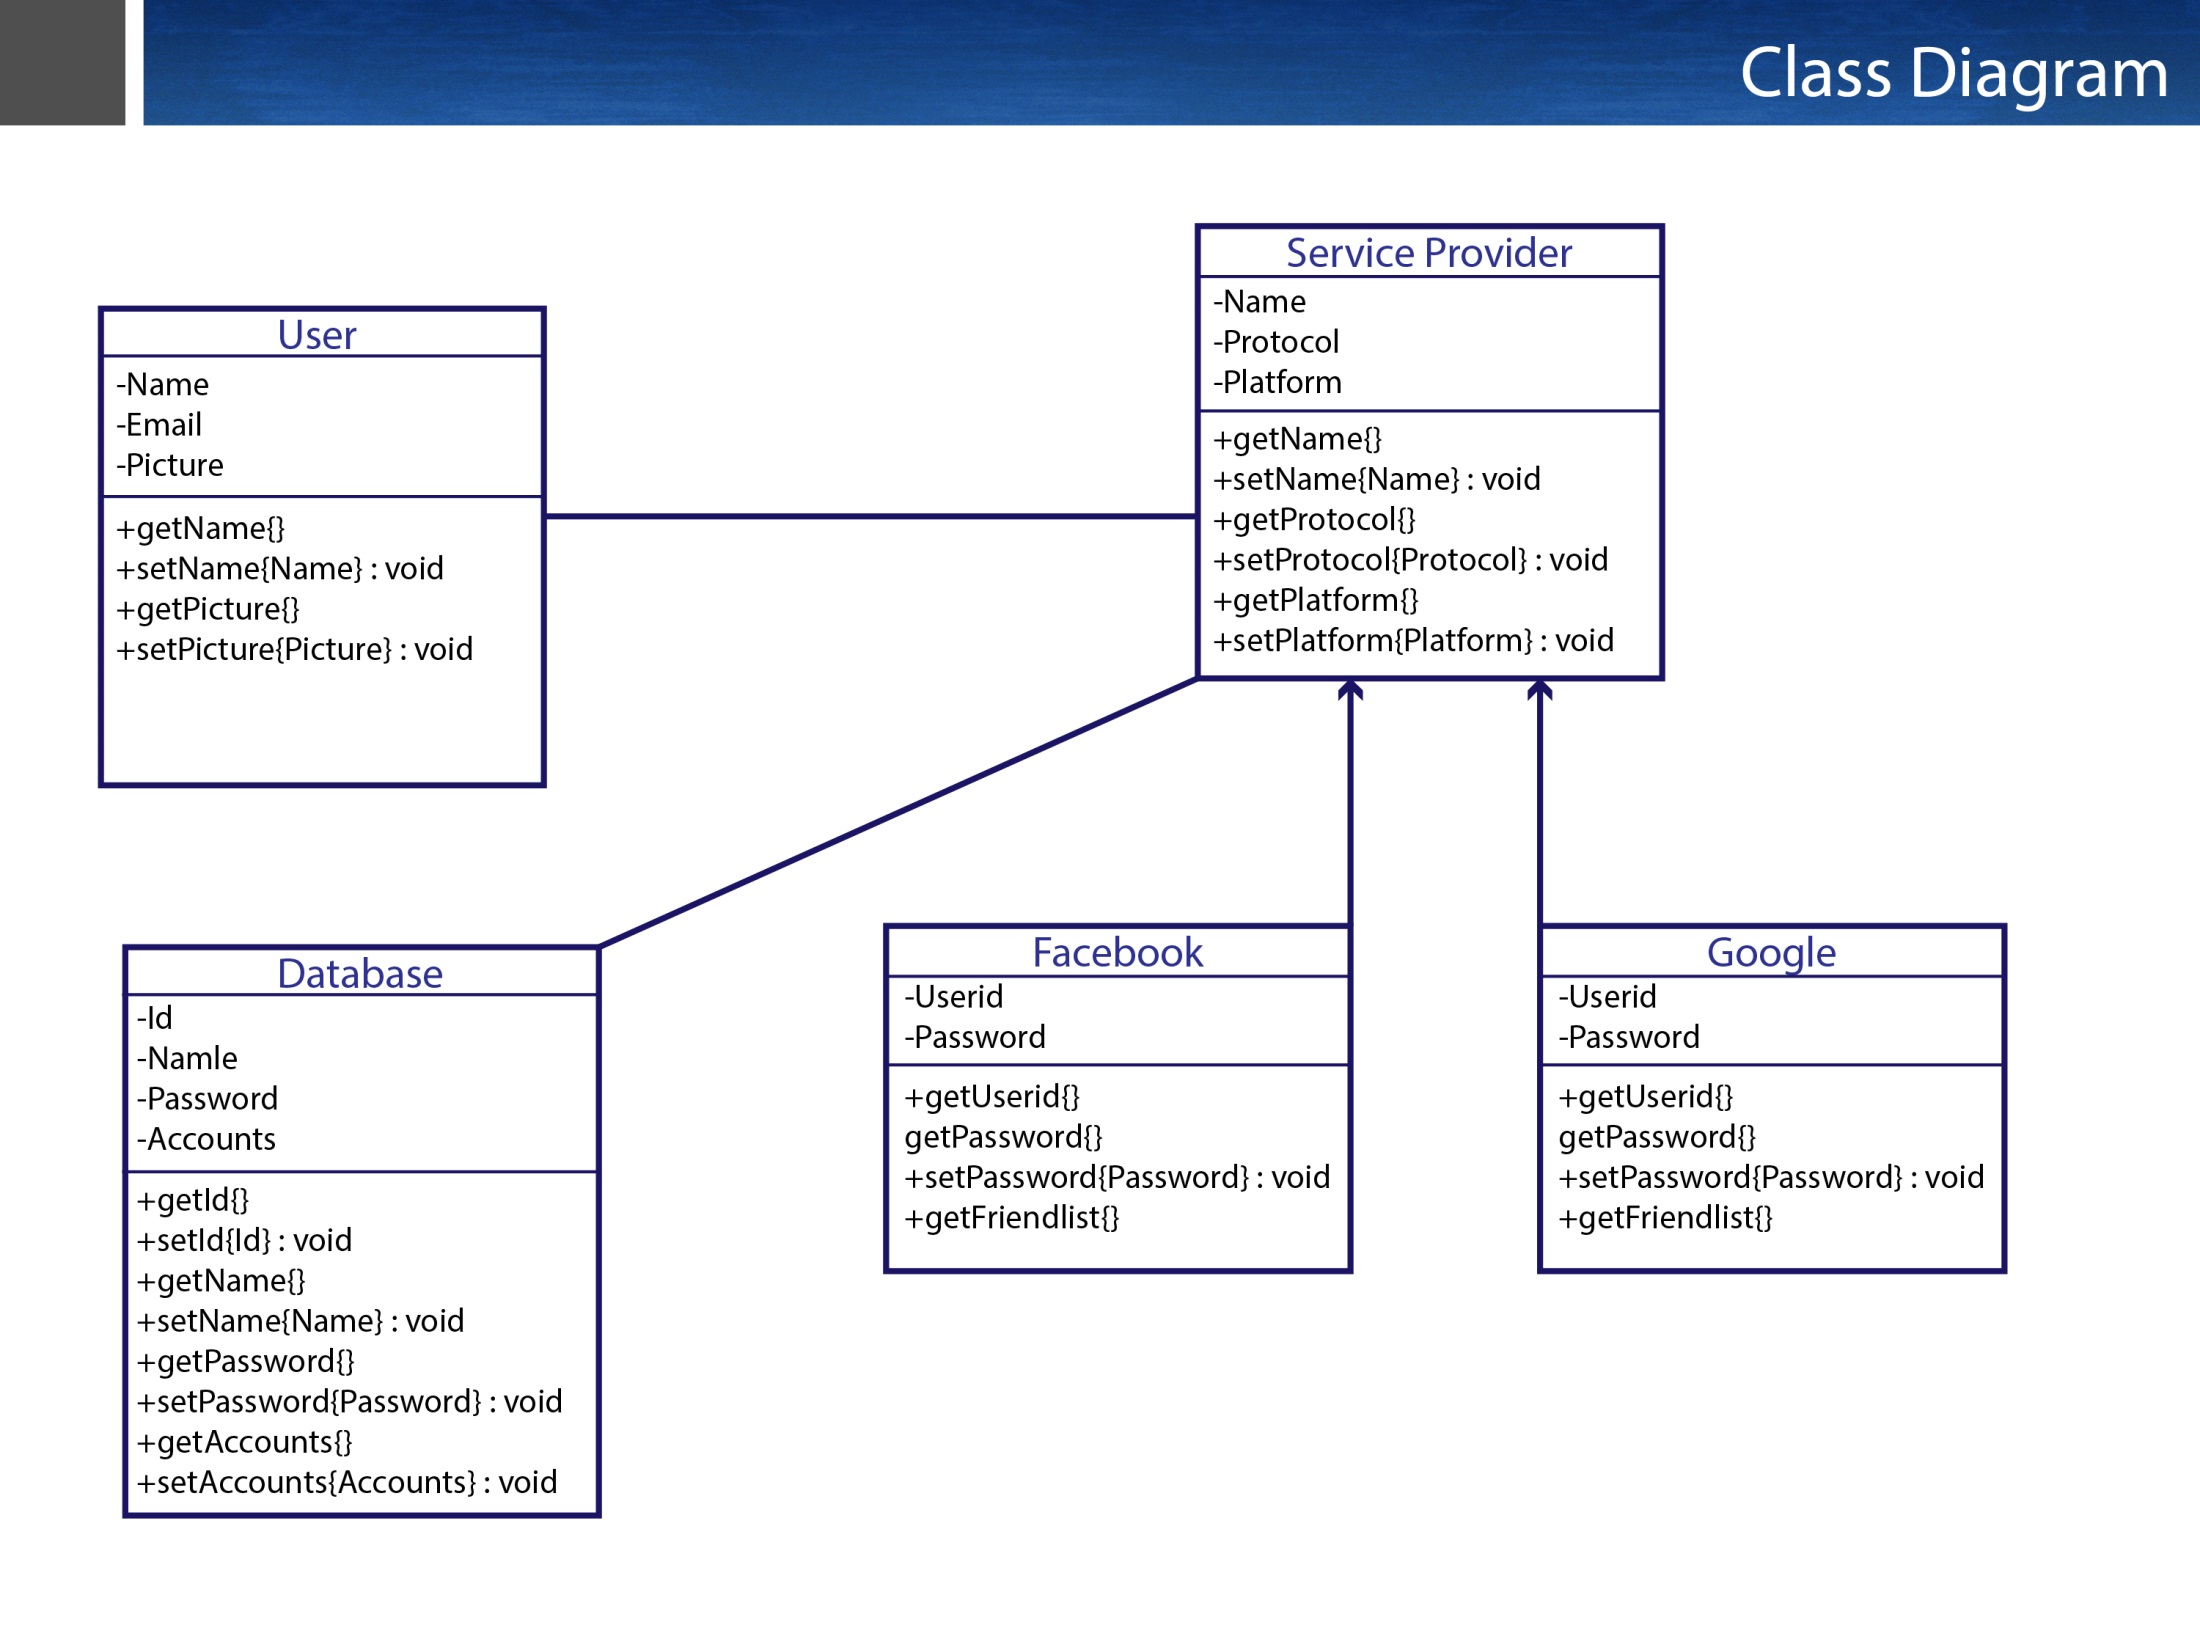 Class Diagram
User
-Name
-Email
-Picture
+getName{}
+setName{Name} : void
+getPicture{}
+setPicture{Picture} : void
Service Provider
-Name
-Protocol
-Platform
+getName{}
+setName{Name} : void
+getProtocol{}
+setProtocol{Protocol} : void
+getPlatform{}
+setPlatform{Platform} : void
Database
-Id
-Namle
-Password
-Accounts
+getId{}
+setId{Id} : void
+getName{}
+setName{Name} : void
+getPassword{}
+setPassword{Password} : void
+getAccounts{}
+setAccounts{Accounts} : void
Facebook
-Userid
-Password
+getUserid{}
getPassword{}
+setPassword{Password} : void
+getFriendlist{}
Google
-Userid
-Password
+getUserid{}
getPassword{}
+setPassword{Password} : void
+getFriendlist{}